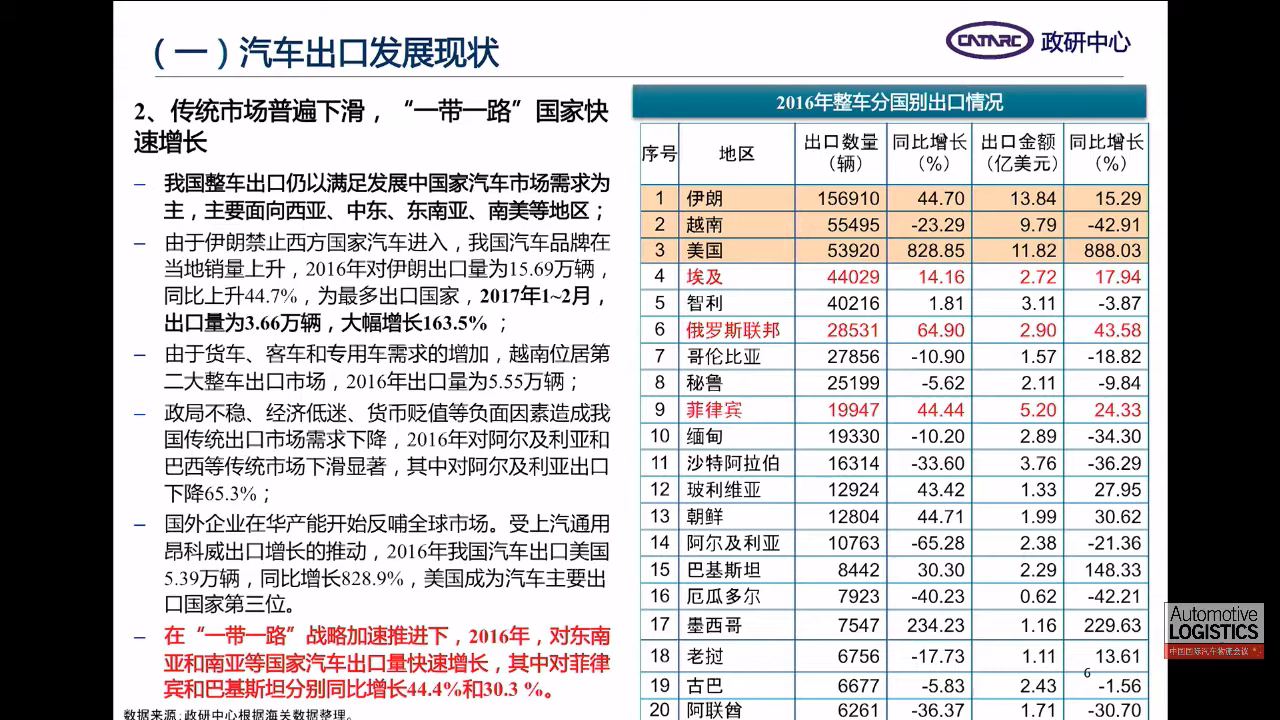 （一）汽车出口发展现状
CATARC 政研中心
2、传统市场普遍下滑，“一带一路”国家快
速增长
– 我国整车出口仍以满足发展中国家汽车市场需求为
主，主要面向西亚、中东、东南亚、南美等地区；
– 由于伊朗禁止西方国家汽车进入，我国汽车品牌在
当地销量上升，2016年对伊朗出口量为15.69万辆，
同比上升44.7%，为最多出口国家，2017年1~2月，
出口量为3.66万辆，大幅增长163.5% ；
– 由于货车、客车和专用车需求的增加，越南位居第
二大整车出口市场，2016年出口量为5.55万辆；
– 政局不稳、经济低迷、货币贬值等负面因素造成我
国传统出口市场需求下降，2016年对阿尔及利亚和
巴西等传统市场下滑显著，其中对阿尔及利亚出口
下降65.3%；
– 国外企业在华产能开始反哺全球市场。受上汽通用
昂科威出口增长的推动，2016年我国汽车出口美国
5.39万辆，同比增长828.9%，美国成为汽车主要出
口国家第三位。
– 在“一带一路”战略加速推进下，2016年，对东南
亚和南亚等国家汽车出口量快速增长，其中对菲律
宾和巴基斯坦分别同比增长44.4%和30.3 %。
数据来源：政研中心根据海关数据整理。
2016年整车分国别出口情况
序号 地区 出口数量（辆） 同比增长（%） 出口金额（亿美元） 同比增长（%）
1 伊朗 156910 44.70 13.84 15.29
2 越南 55495 -23.29 9.79 -42.91
3 美国 53920 828.85 11.82 888.03
4 埃及 44029 14.16 2.72 17.94
5 智利 40216 1.81 3.11 -3.87
6 俄罗斯联邦 28531 64.90 2.90 43.58
7 哥伦比亚 27856 -10.90 1.57 -18.82
8 秘鲁 25199 -5.62 2.11 -9.84
9 菲律宾 19947 44.44 5.20 24.33
10 缅甸 19330 -10.20 2.89 -34.30
11 沙特阿拉伯 16314 -33.60 3.76 -36.29
12 玻利维亚 12924 43.42 1.33 27.95
13 朝鲜 12804 44.71 1.99 30.62
14 阿尔及利亚 10763 -65.28 2.38 -21.36
15 巴基斯坦 8442 30.30 2.29 148.33
16 厄瓜多尔 7923 -40.23 0.62 -42.21
17 墨西哥 7547 234.23 1.16 229.63
18 老挝 6756 -17.73 1.11 13.61
19 古巴 6677 -5.83 2.43 -1.56
20 阿联酋 6261 -36.37 1.71 -30.70
6
Automotive
LOGISTICS
中国国际汽车物流会议